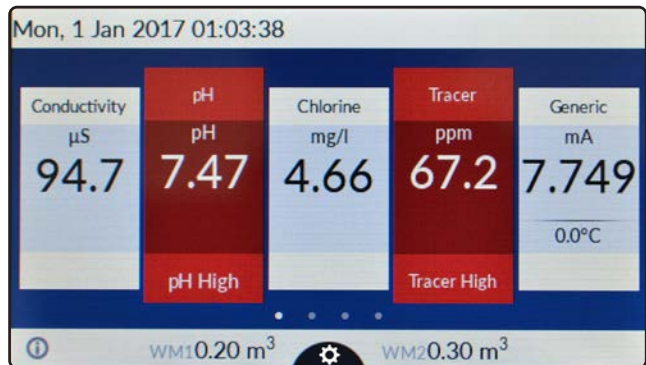 Mon, 1 Jan 2017 01:03:38
Conductivity
µS
94.7
pH
pH
7.47
pH High
Chlorine
mg/l
4.66
Tracer
ppm
67.2
Tracer High
Generic
mA
7.749
0.0°C
WM1 0.20 m³
WM2 0.30 m³